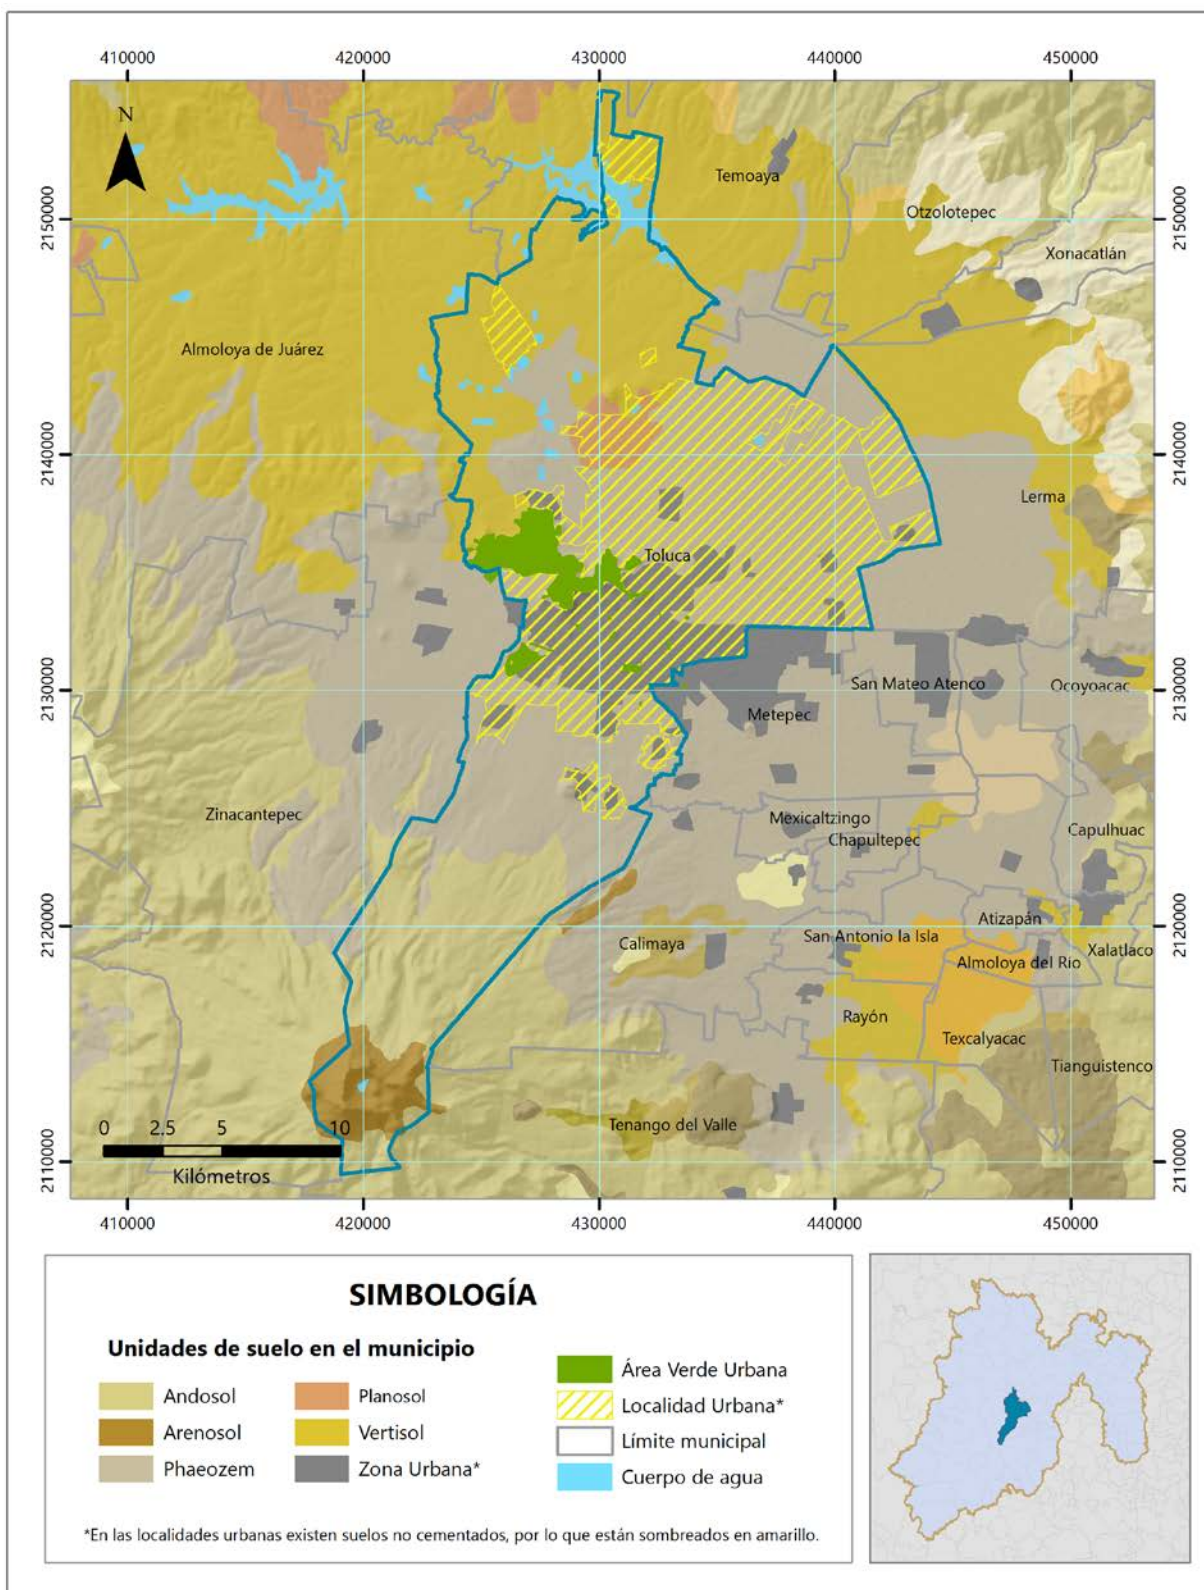 410000 420000 430000 440000 450000
N
2150000 2150000
2140000 2140000
2130000 2130000
2120000 2120000
2110000 2110000
Temoaya
Otzolotepec
Xonacatlán
Almoloya de Juárez
Lerma
Toluca
San Mateo Atenco
Ocoyoacac
Metepec
Zinacantepec
Mexicaltzingo
Chapultepec
Capulhuac
Atizapán
San Antonio la Isla
Calimaya
Xalatlaco
Almoloya del Río
Rayón
Texcalyacac
Tianguistenco
Tenango del Valle
0 2.5 5 10
Kilómetros
410000 420000 430000 440000 450000
SIMBOLOGÍA
Unidades de suelo en el municipio
Andosol
Arenosol
Phaeozem
Planosol
Vertisol
Zona Urbana*
Área Verde Urbana
Localidad Urbana*
Límite municipal
Cuerpo de agua
*En las localidades urbanas existen suelos no cementados, por lo que están sombreados en amarillo.